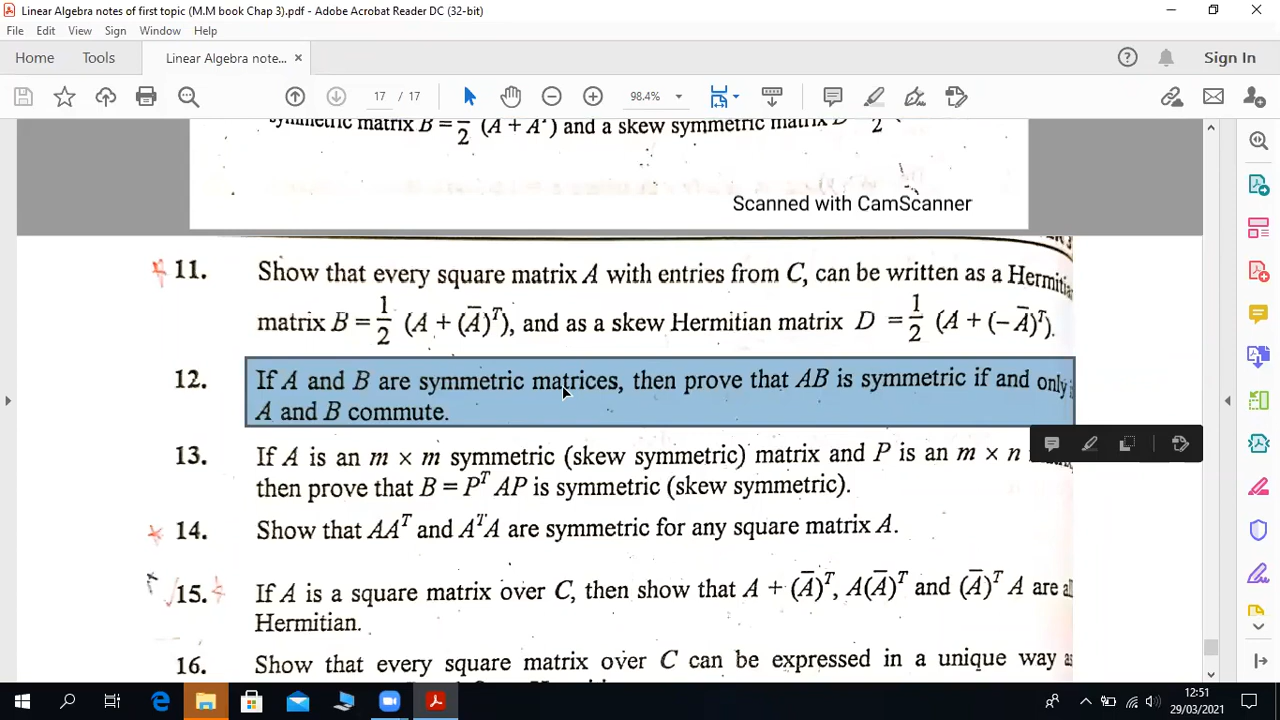 Linear Algebra notes of first topic (M.M book Chap 3).pdf - Adobe Acrobat Reader DC (32-bit)
File Edit View Sign Window Help
Home Tools Linear Algebra note... × Sign In
17 / 17 98.4%
symmetric matrix B = 1/2 (A + Aᵗ) and a skew symmetric matrix D 2
Scanned with CamScanner
11. Show that every square matrix A with entries from C, can be written as a Hermitian
matrix B = 1/2 (A + (Ā)ᵀ), and as a skew Hermitian matrix D = 1/2 (A + (−Ā)ᵀ).
12. If A and B are symmetric matrices, then prove that AB is symmetric if and only
A and B commute.
13. If A is an m × m symmetric (skew symmetric) matrix and P is an m × n
then prove that B = Pᵀ AP is symmetric (skew symmetric).
14. Show that AAᵀ and AᵀA are symmetric for any square matrix A.
15. If A is a square matrix over C, then show that A + (Ā)ᵀ, A(Ā)ᵀ and (Ā)ᵀ A are all
Hermitian.
16. Show that every square matrix over C can be expressed in a unique way as
12:51
29/03/2021